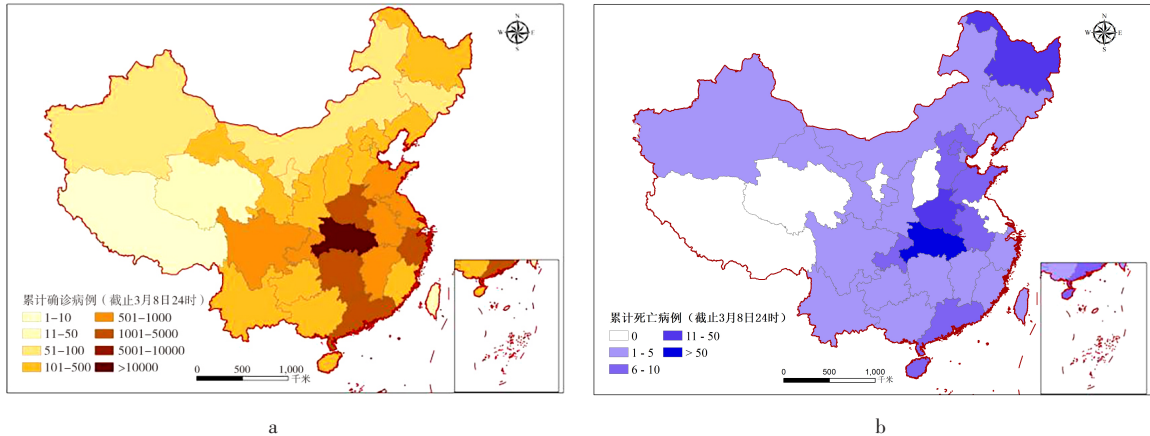 N
W E
S
累计确诊病例（截止3月8日24时）
1-10
11-50
51-100
101-500
501-1000
1001-5000
5001-10000
>10000
0 500 1,000
千米
a
N
W E
S
累计死亡病例（截止3月8日24时）
0
1 - 5
6 - 10
11 - 50
> 50
0 500 1,000
千米
b